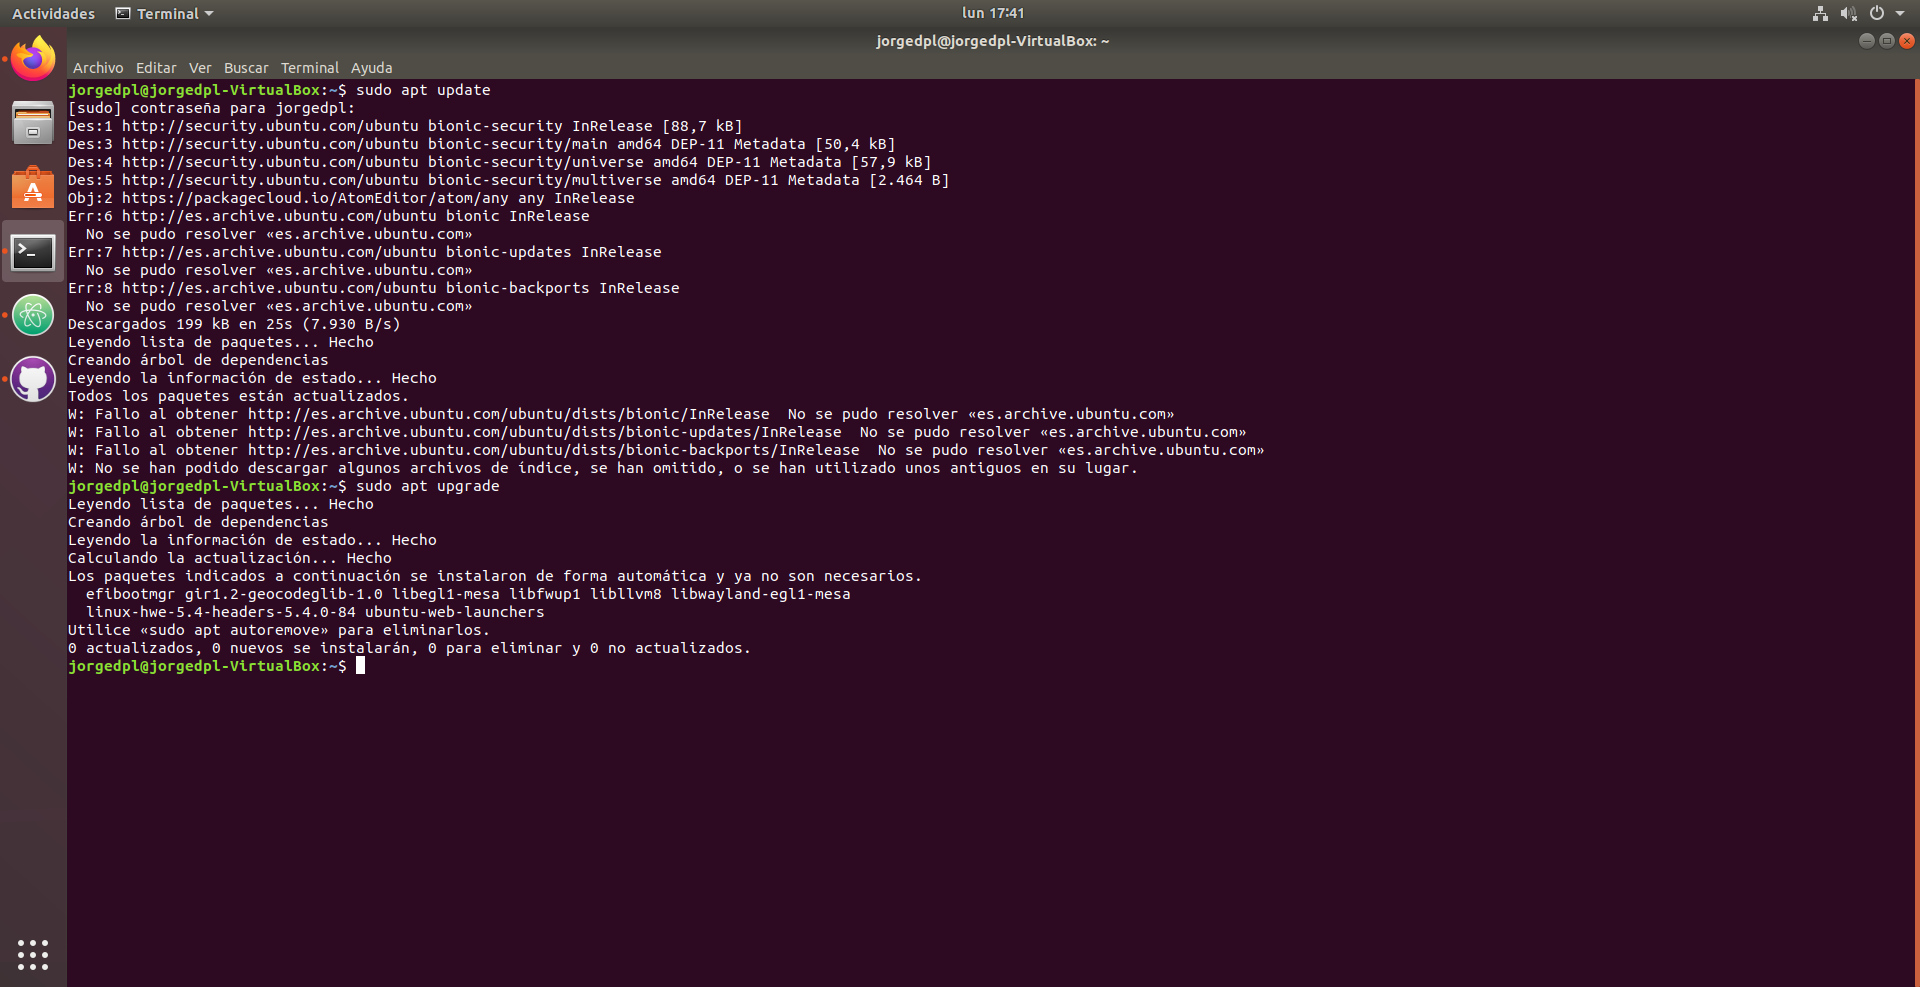 Actividades Terminal lun 17:41
jorgedpl@jorgedpl-VirtualBox: ~
Archivo Editar Ver Buscar Terminal Ayuda
jorgedpl@jorgedpl-VirtualBox:~$ sudo apt update
[sudo] contraseña para jorgedpl:
Des:1 http://security.ubuntu.com/ubuntu bionic-security InRelease [88,7 kB]
Des:3 http://security.ubuntu.com/ubuntu bionic-security/main amd64 DEP-11 Metadata [50,4 kB]
Des:4 http://security.ubuntu.com/ubuntu bionic-security/universe amd64 DEP-11 Metadata [57,9 kB]
Des:5 http://security.ubuntu.com/ubuntu bionic-security/multiverse amd64 DEP-11 Metadata [2.464 B]
Obj:2 https://packagecloud.io/AtomEditor/atom/any any InRelease
Err:6 http://es.archive.ubuntu.com/ubuntu bionic InRelease
  No se pudo resolver «es.archive.ubuntu.com»
Err:7 http://es.archive.ubuntu.com/ubuntu bionic-updates InRelease
  No se pudo resolver «es.archive.ubuntu.com»
Err:8 http://es.archive.ubuntu.com/ubuntu bionic-backports InRelease
  No se pudo resolver «es.archive.ubuntu.com»
Descargados 199 kB en 25s (7.930 B/s)
Leyendo lista de paquetes... Hecho
Creando árbol de dependencias
Leyendo la información de estado... Hecho
Todos los paquetes están actualizados.
W: Fallo al obtener http://es.archive.ubuntu.com/ubuntu/dists/bionic/InRelease  No se pudo resolver «es.archive.ubuntu.com»
W: Fallo al obtener http://es.archive.ubuntu.com/ubuntu/dists/bionic-updates/InRelease  No se pudo resolver «es.archive.ubuntu.com»
W: Fallo al obtener http://es.archive.ubuntu.com/ubuntu/dists/bionic-backports/InRelease  No se pudo resolver «es.archive.ubuntu.com»
W: No se han podido descargar algunos archivos de índice, se han omitido, o se han utilizado unos antiguos en su lugar.
jorgedpl@jorgedpl-VirtualBox:~$ sudo apt upgrade
Leyendo lista de paquetes... Hecho
Creando árbol de dependencias
Leyendo la información de estado... Hecho
Calculando la actualización... Hecho
Los paquetes indicados a continuación se instalaron de forma automática y ya no son necesarios.
  efibootmgr gir1.2-geocodeglib-1.0 libegl1-mesa libfwup1 libllvm8 libwayland-egl1-mesa
  linux-hwe-5.4-headers-5.4.0-84 ubuntu-web-launchers
Utilice «sudo apt autoremove» para eliminarlos.
0 actualizados, 0 nuevos se instalarán, 0 para eliminar y 0 no actualizados.
jorgedpl@jorgedpl-VirtualBox:~$